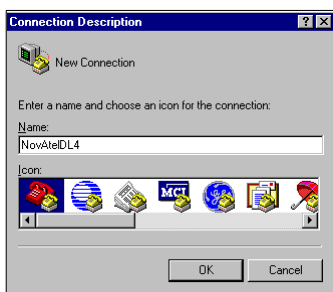 Connection Description
New Connection
Enter a name and choose an icon for the connection:
Name:
NovAtelDL4
Icon:
MCI
OK
Cancel